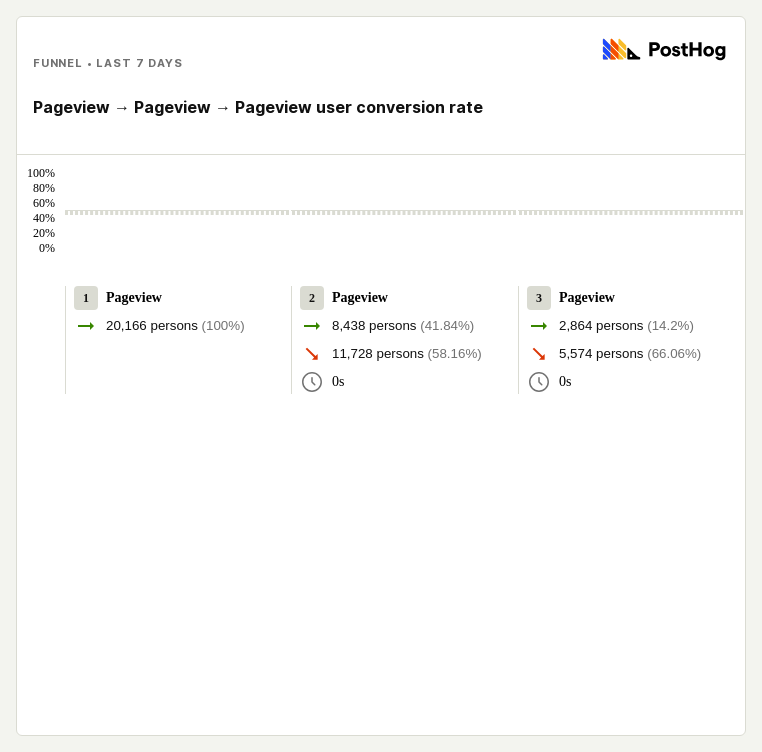 FUNNEL • LAST 7 DAYS
PostHog
Pageview → Pageview → Pageview user conversion rate
100%
80%
60%
40%
20%
0%
1 Pageview
20,166 persons (100%)
2 Pageview
8,438 persons (41.84%)
11,728 persons (58.16%)
0s
3 Pageview
2,864 persons (14.2%)
5,574 persons (66.06%)
0s